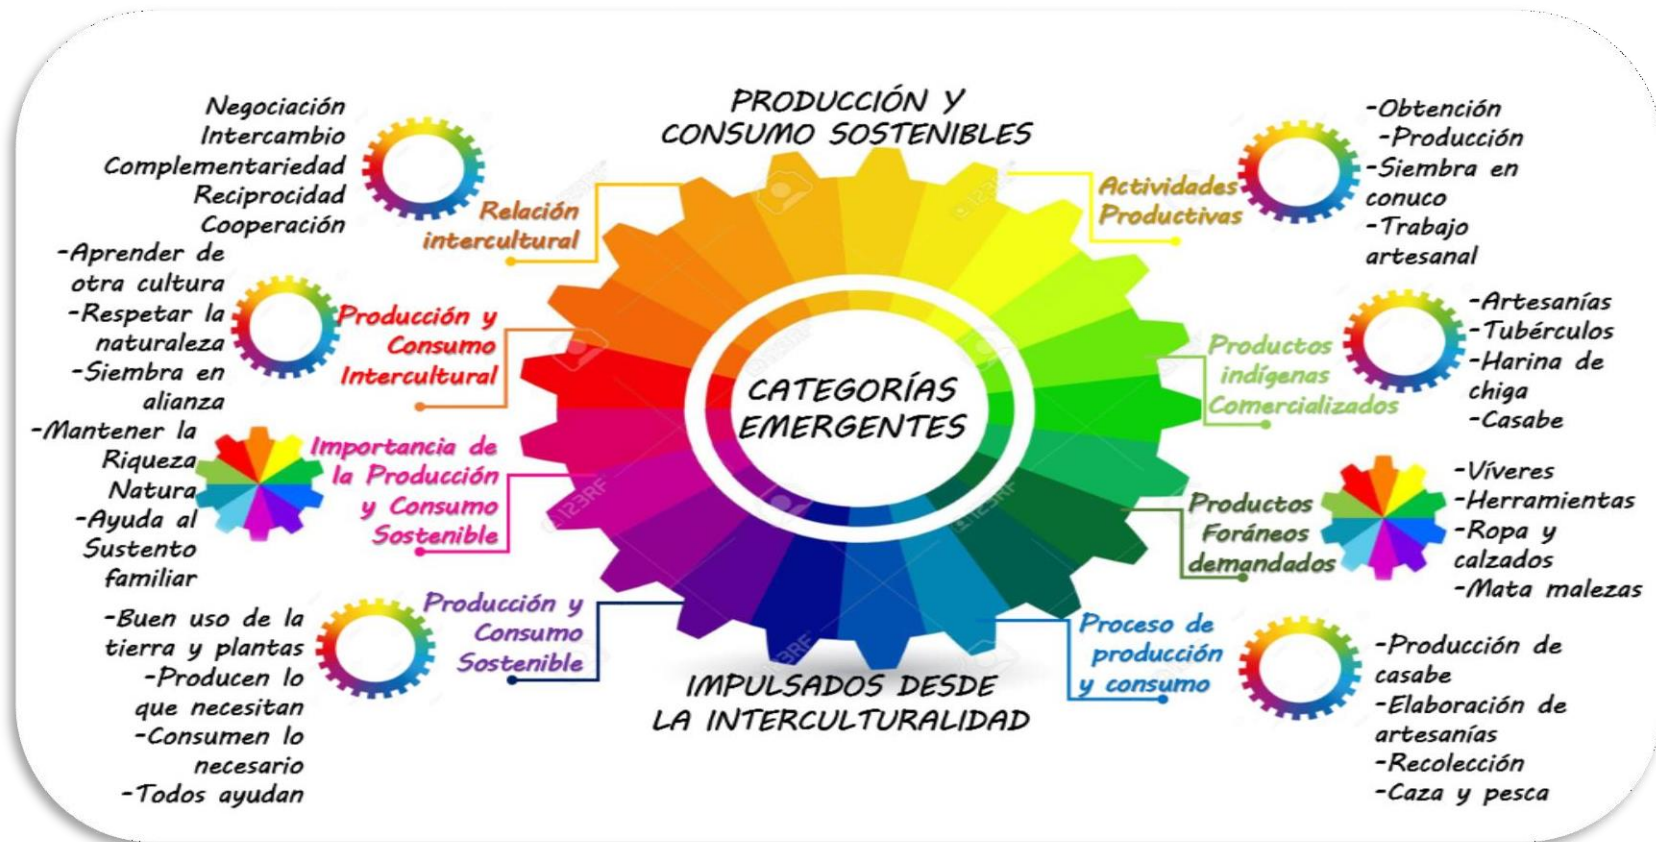 PRODUCCIÓN Y
CONSUMO SOSTENIBLES
Negociación
Intercambio
Complementariedad
Reciprocidad
Cooperación
Relación
intercultural
-Aprender de
otra cultura
-Respetar la
naturaleza
-Siembra en
alianza
Producción y
Consumo
Intercultural
-Mantener la
Riqueza
Natura
-Ayuda al
Sustento
familiar
Importancia de
la Producción
y Consumo
Sostenible
-Buen uso de la
tierra y plantas
-Producen lo
que necesitan
-Consumen lo
necesario
-Todos ayudan
Producción y
Consumo
Sostenible
CATEGORÍAS
EMERGENTES
IMPULSADOS DESDE
LA INTERCULTURALIDAD
Actividades
Productivas
-Obtención
-Producción
-Siembra en
conuco
-Trabajo
artesanal
Productos
indígenas
Comercializados
-Artesanías
-Tubérculos
-Harina de
chiga
-Casabe
Productos
Foráneos
demandados
-Víveres
-Herramientas
-Ropa y
calzados
-Mata malezas
Proceso de
producción
y consumo
-Producción de
casabe
-Elaboración de
artesanías
-Recolección
-Caza y pesca
123RF
123RF
123RF
123RF